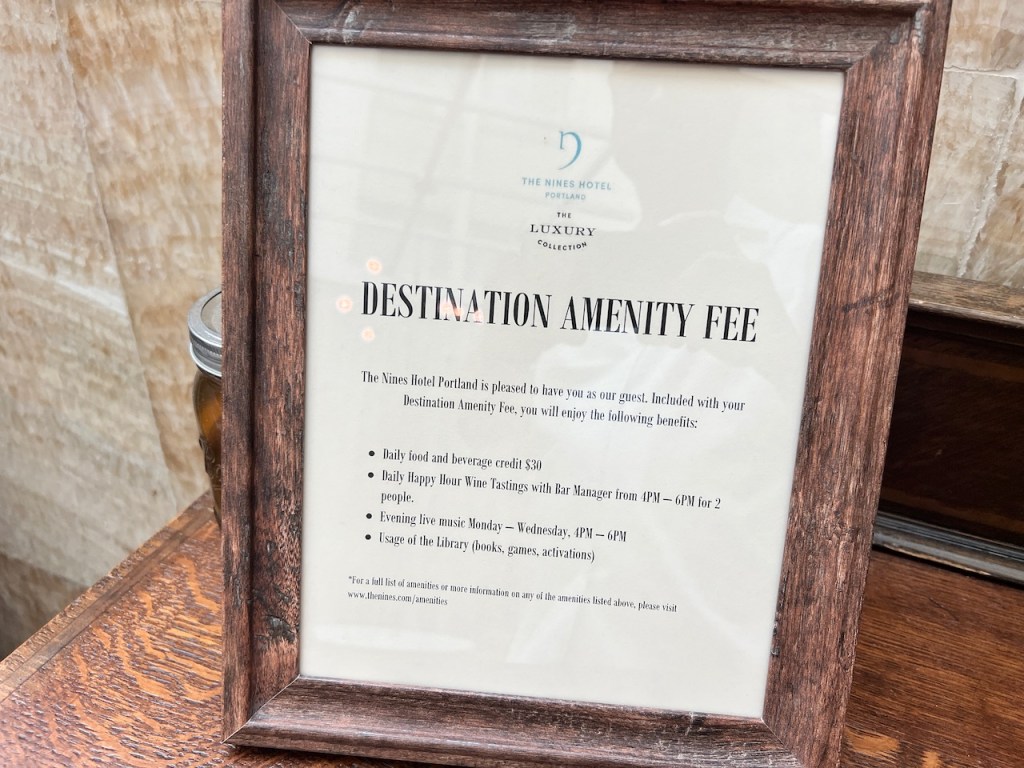 n
THE NINES HOTEL
PORTLAND
THE
LUXURY
COLLECTION
DESTINATION AMENITY FEE
The Nines Hotel Portland is pleased to have you as our guest. Included with your
Destination Amenity Fee, you will enjoy the following benefits:
• Daily food and beverage credit $30
• Daily Happy Hour Wine Tastings with Bar Manager from 4PM – 6PM for 2
people.
• Evening live music Monday – Wednesday, 4PM – 6PM
• Usage of the Library (books, games, activations)
*For a full list of amenities or more information on any of the amenities listed above, please visit
www.thenines.com/amenities